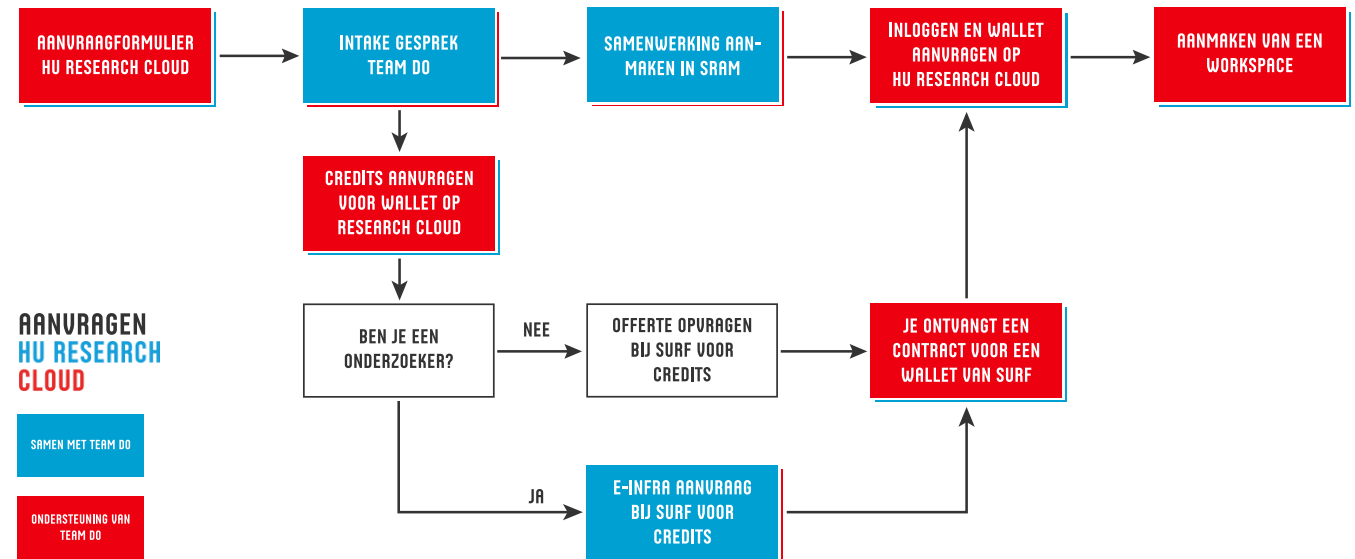 AANVRAAGFORMULIER
HU RESEARCH CLOUD
INTAKE GESPREK
TEAM DO
SAMENWERKING AAN-
MAKEN IN SRAM
INLOGGEN EN WALLET
AANVRAGEN OP
HU RESEARCH CLOUD
AANMAKEN VAN EEN
WORKSPACE
CREDITS AANVRAGEN
VOOR WALLET OP
RESEARCH CLOUD
BEN JE EEN
ONDERZOEKER?
NEE
OFFERTE OPVRAGEN
BIJ SURF VOOR
CREDITS
JE ONTVANGT EEN
CONTRACT VOOR EEN
WALLET VAN SURF
JA
E-INFRA AANVRAAG
BIJ SURF VOOR
CREDITS
AANVRAGEN
HU RESEARCH
CLOUD
SAMEN MET TEAM DO
ONDERSTEUNING VAN
TEAM DO